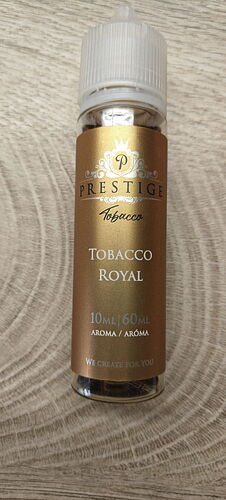 P
PRESTIGE
Tobacco
TOBACCO
ROYAL
10ML|60ML
AROMA / ARÓMA
WE CREATE FOR YOU